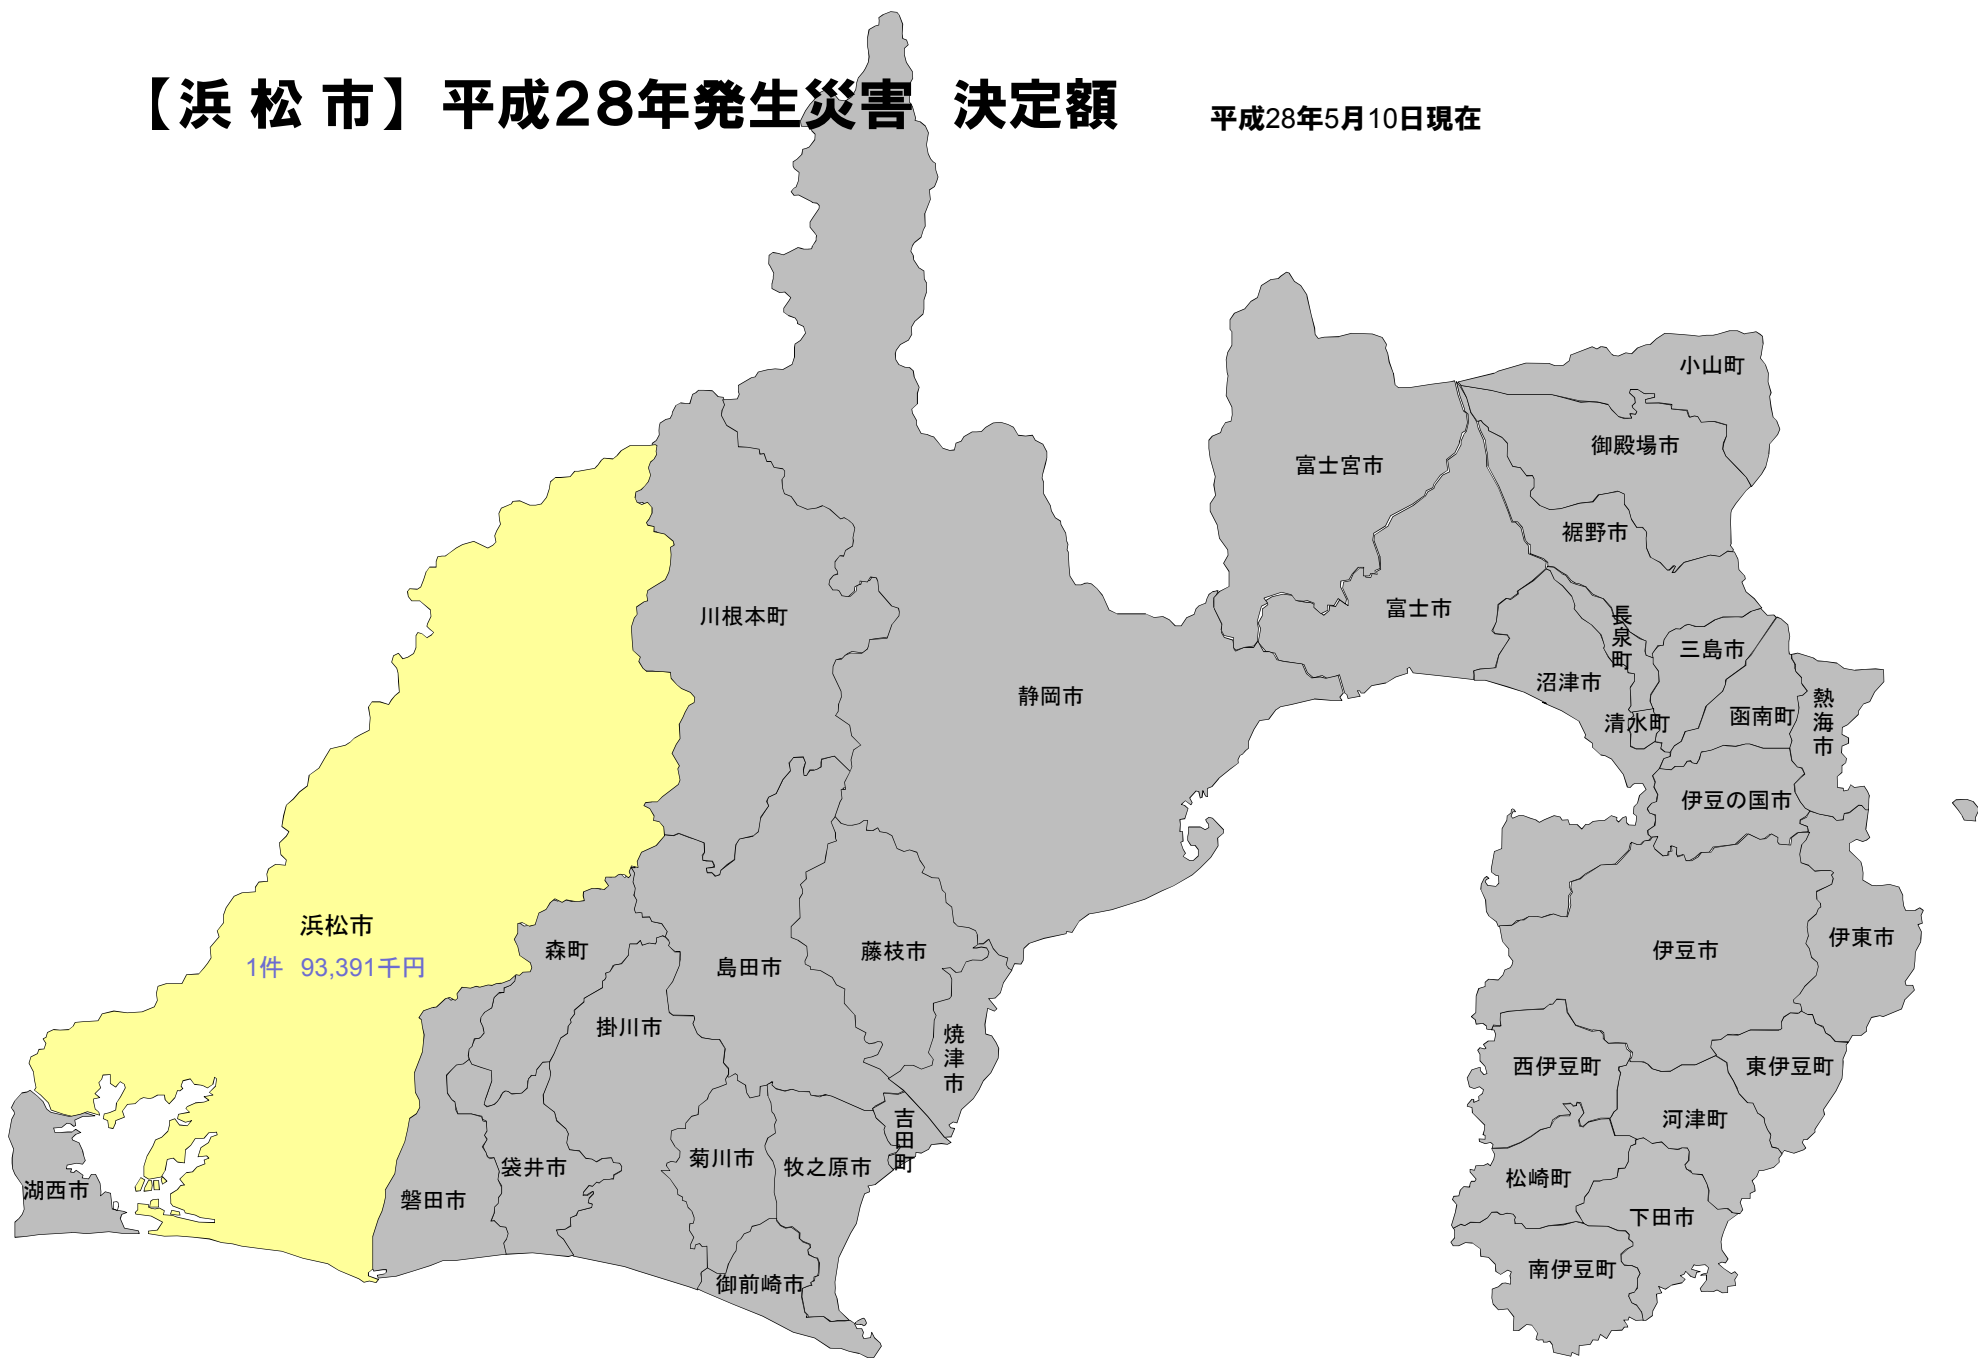 【浜 松 市】平成28年発生災害　決定額
平成28年5月10日現在
小山町
御殿場市
富士宮市
裾野市
富士市
川根本町
長泉町
三島市
静岡市
沼津市
清水町
函南町
熱海市
伊豆の国市
浜松市
1件　93,391千円
森町
島田市
藤枝市
伊豆市
伊東市
掛川市
焼津市
西伊豆町
東伊豆町
河津町
吉田町
菊川市
牧之原市
袋井市
磐田市
湖西市
松崎町
下田市
南伊豆町
御前崎市